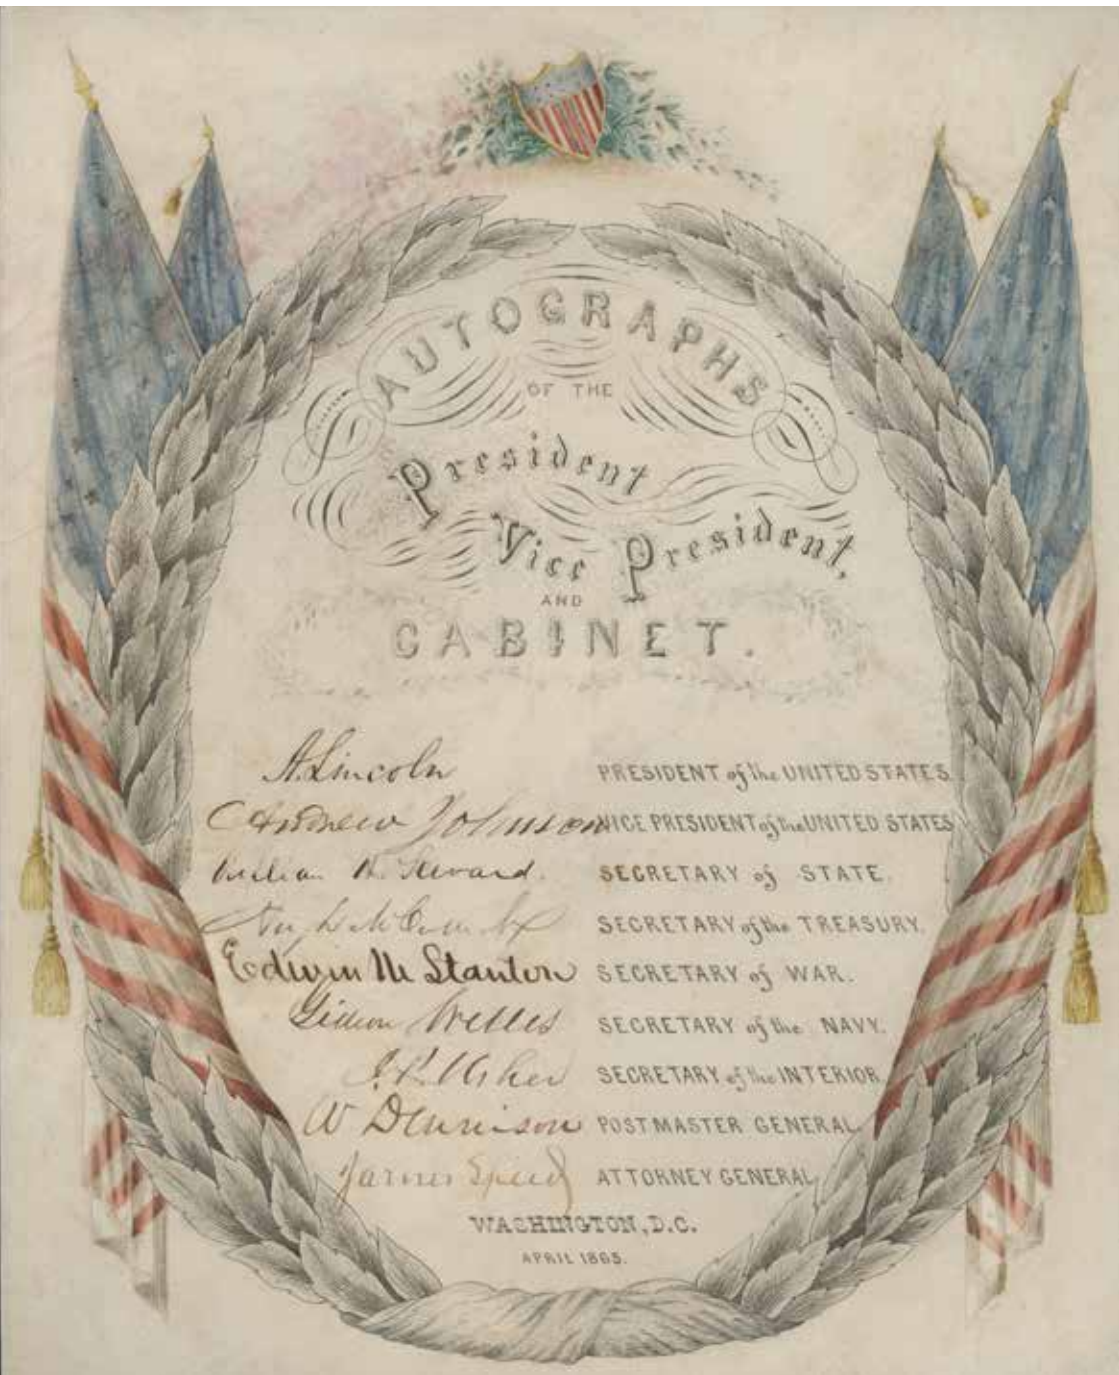 AUTOGRAPHS
OF THE
President
Vice President,
AND
CABINET.
A. Lincoln PRESIDENT of the UNITED STATES.
Andrew Johnson VICE PRESIDENT of the UNITED STATES
William H. Seward. SECRETARY of STATE.
SECRETARY of the TREASURY.
Edwin M Stanton SECRETARY of WAR.
Gideon Welles SECRETARY of the NAVY.
J. P. Usher SECRETARY of the INTERIOR
W Dennison POSTMASTER GENERAL.
James Speed ATTORNEY GENERAL,
WASHINGTON, D.C.
APRIL 1865.